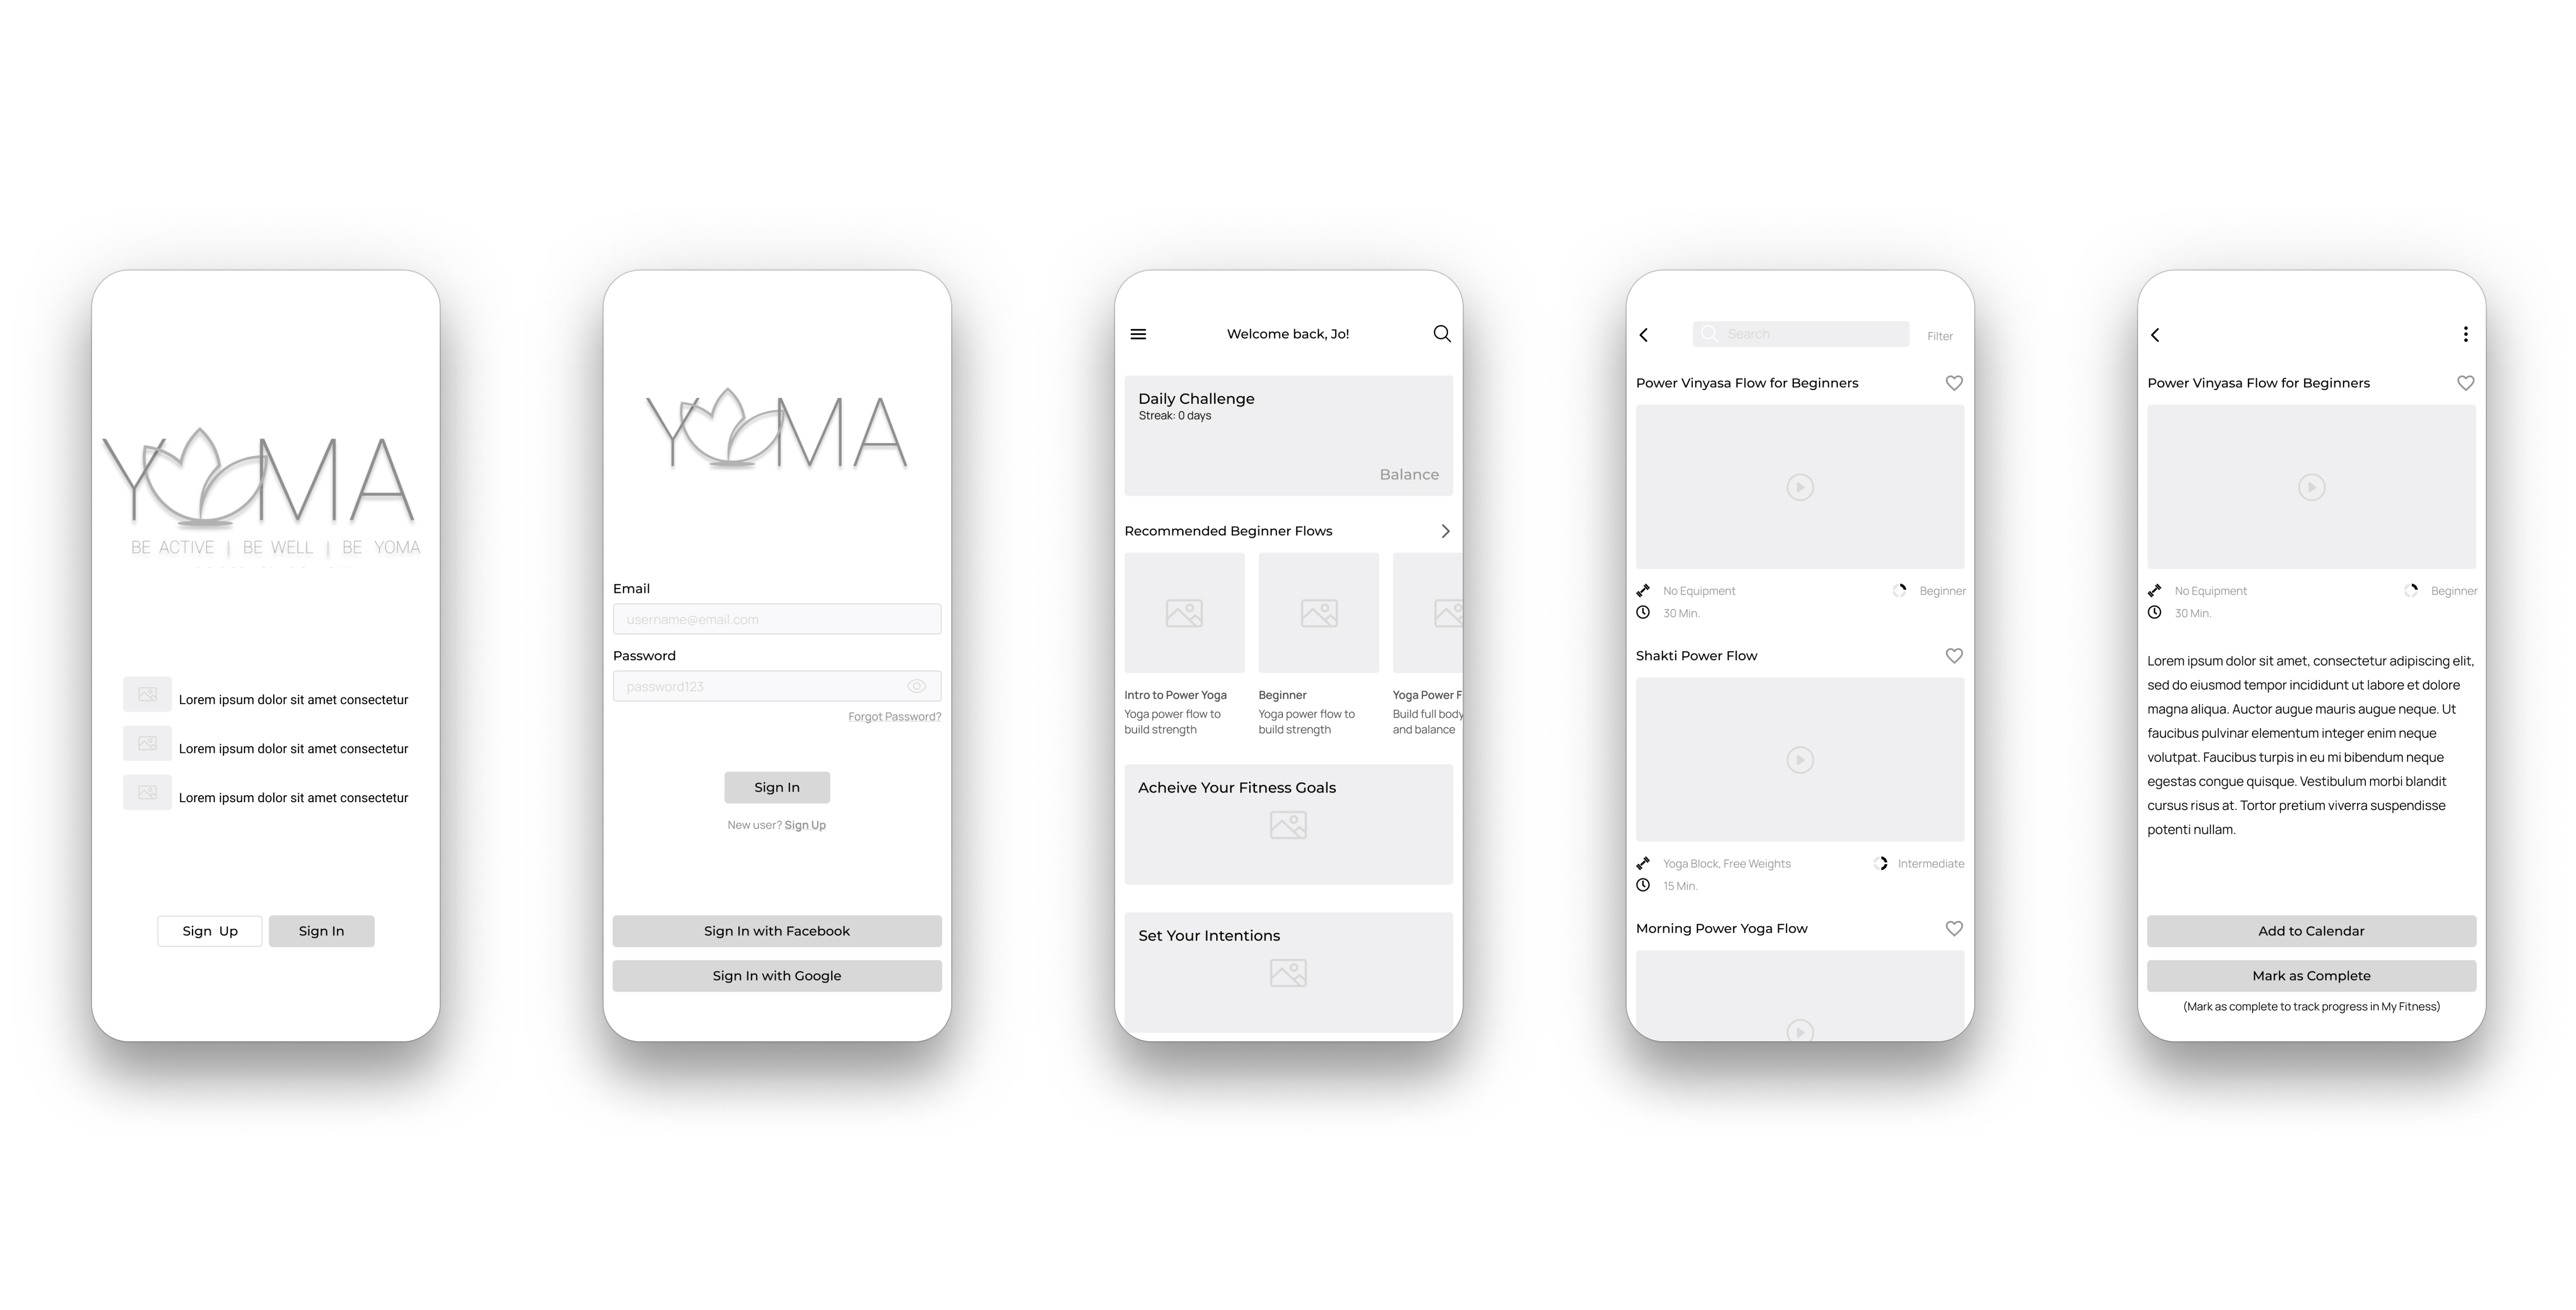 YOMA
BE ACTIVE | BE WELL | BE YOMA
Lorem ipsum dolor sit amet consectetur
Lorem ipsum dolor sit amet consectetur
Lorem ipsum dolor sit amet consectetur
Sign Up
Sign In
YOMA
Email
username@email.com
Password
password123
Forgot Password?
Sign In
New user? Sign Up
Sign In with Facebook
Sign In with Google
Welcome back, Jo!
Daily Challenge
Streak: 0 days
Balance
Recommended Beginner Flows
Intro to Power Yoga
Yoga power flow to
build strength
Beginner
Yoga power flow to
build strength
Yoga Power F
Build full body
and balance
Acheive Your Fitness Goals
Set Your Intentions
Search
Filter
Power Vinyasa Flow for Beginners
No Equipment
Beginner
30 Min.
Shakti Power Flow
Yoga Block, Free Weights
Intermediate
15 Min.
Morning Power Yoga Flow
Power Vinyasa Flow for Beginners
No Equipment
Beginner
30 Min.
Lorem ipsum dolor sit amet, consectetur adipiscing elit,
sed do eiusmod tempor incididunt ut labore et dolore
magna aliqua. Auctor augue mauris augue neque. Ut
faucibus pulvinar elementum integer enim neque
volutpat. Faucibus turpis in eu mi bibendum neque
egestas congue quisque. Vestibulum morbi blandit
cursus risus at. Tortor pretium viverra suspendisse
potenti nullam.
Add to Calendar
Mark as Complete
(Mark as complete to track progress in My Fitness)